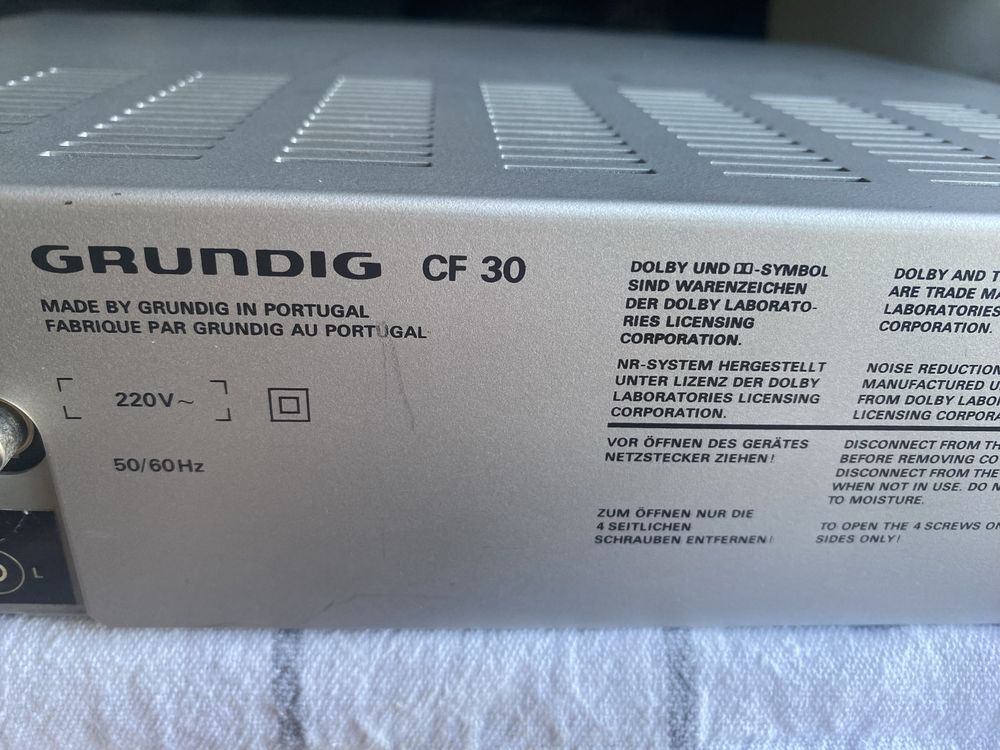 GRUNDIG CF 30
MADE BY GRUNDIG IN PORTUGAL
FABRIQUE PAR GRUNDIG AU PORTUGAL
220V~
50/60Hz
L
DOLBY UND DD-SYMBOL
SIND WARENZEICHEN
DER DOLBY LABORATO-
RIES LICENSING
CORPORATION.
NR-SYSTEM HERGESTELLT
UNTER LIZENZ DER DOLBY
LABORATORIES LICENSING
CORPORATION.
VOR ÖFFNEN DES GERÄTES
NETZSTECKER ZIEHEN!
ZUM ÖFFNEN NUR DIE
4 SEITLICHEN
SCHRAUBEN ENTFERNEN!
DOLBY AND
ARE TRADE
LABORATORIES
CORPORATION.
NOISE REDUCTION
MANUFACTURED
FROM DOLBY
LICENSING
DISCONNECT FROM
BEFORE REMOVING
DISCONNECT FROM THE
WHEN NOT IN USE. DO
TO MOISTURE.
TO OPEN THE 4 SCREWS ON
SIDES ONLY!